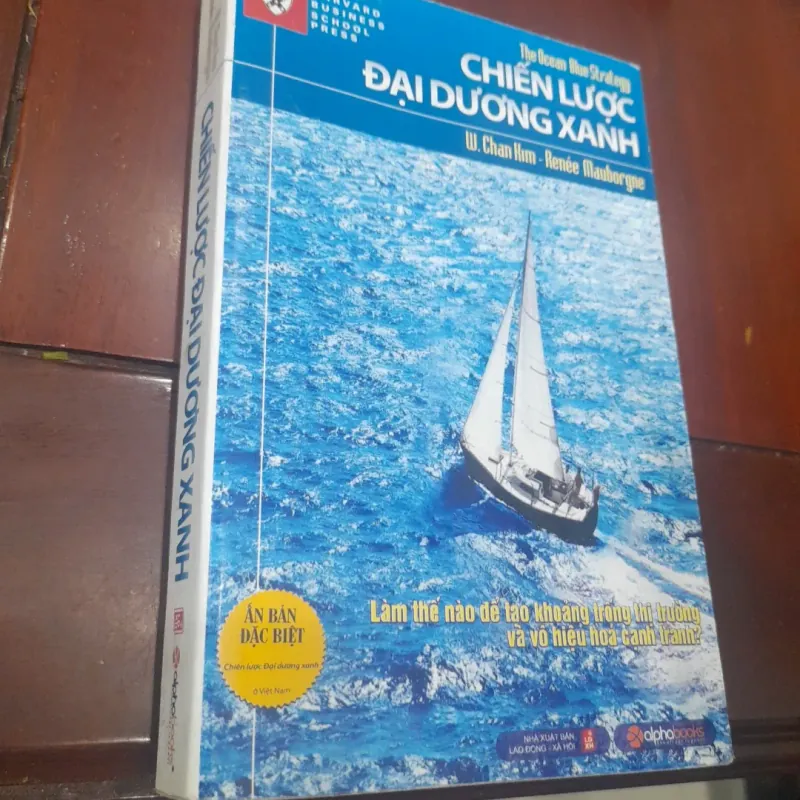 HARVARD
BUSINESS
SCHOOL
PRESS
The Ocean Blue Strategy
CHIẾN LƯỢC
ĐẠI DƯƠNG XANH
W. Chan Kim - Renée Mauborgne
CHIẾN LƯỢC ĐẠI DƯƠNG XANH
Làm thế nào để tạo khoảng trống thị trường
và vô hiệu hóa cạnh tranh?
ẤN BẢN
ĐẶC BIỆT
Chiến lược Đại dương xanh
ở Việt Nam
NHÀ XUẤT BẢN
LAO ĐỘNG - XÃ HỘI
alphabooks
alphabooks